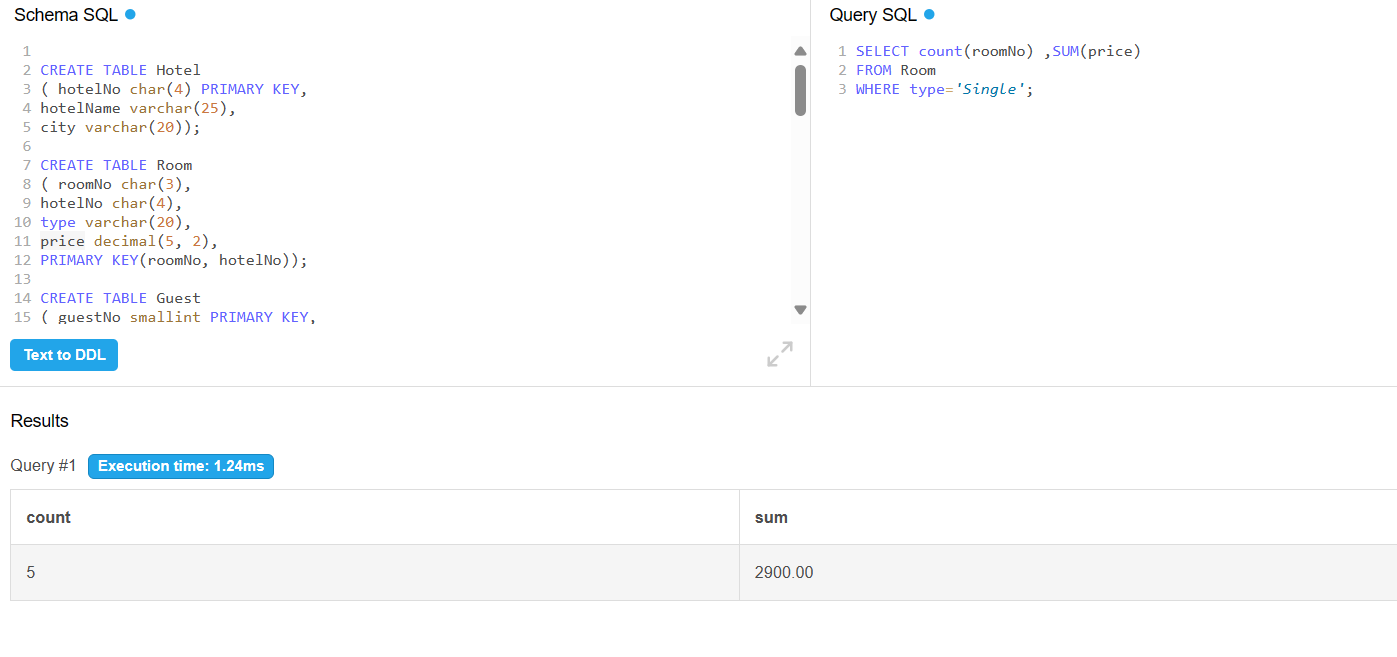 Schema SQL
1
2 CREATE TABLE Hotel
3 ( hotelNo char(4) PRIMARY KEY,
4 hotelName varchar(25),
5 city varchar(20));
6
7 CREATE TABLE Room
8 ( roomNo char(3),
9 hotelNo char(4),
10 type varchar(20),
11 price decimal(5, 2),
12 PRIMARY KEY(roomNo, hotelNo));
13
14 CREATE TABLE Guest
15 ( guestNo smallint PRIMARY KEY,
Text to DDL
Query SQL
1 SELECT count(roomNo) ,SUM(price)
2 FROM Room
3 WHERE type='Single';
Results
Query #1 Execution time: 1.24ms
count sum
5 2900.00